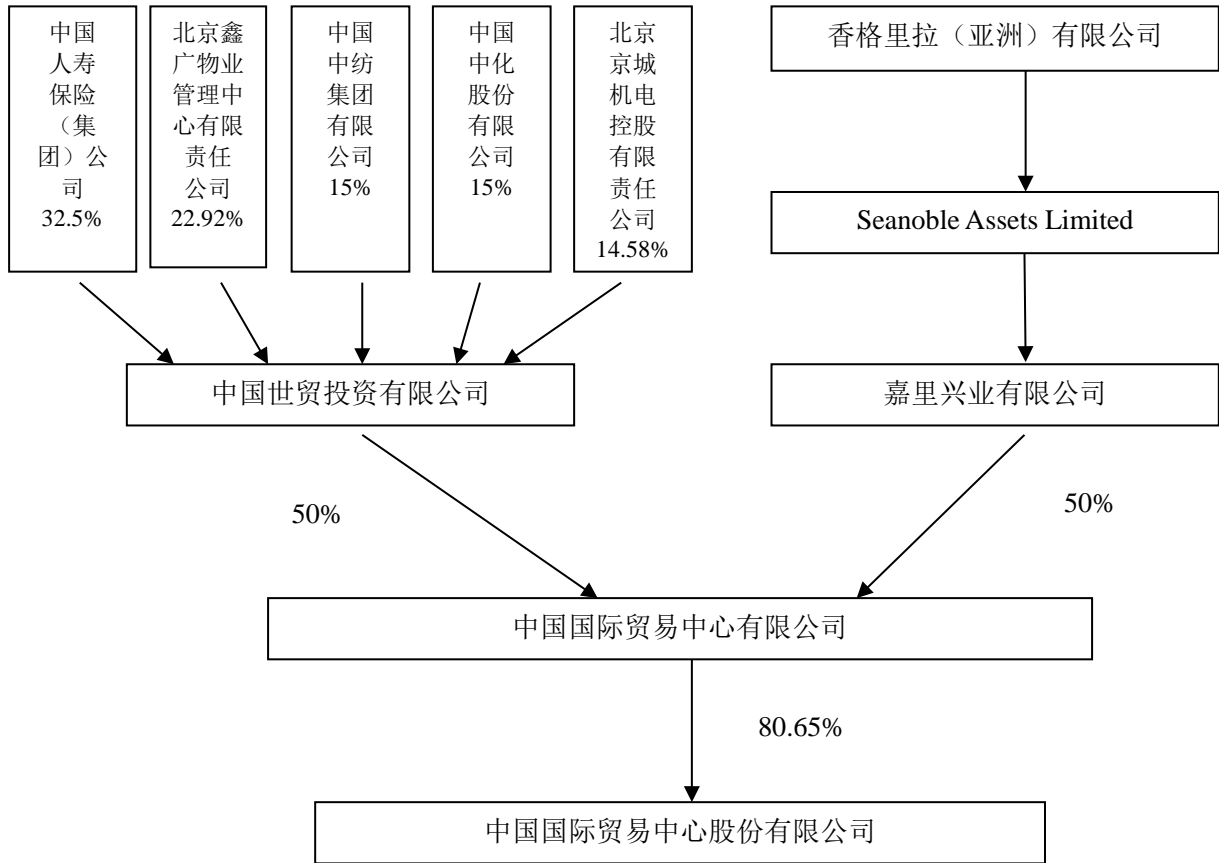 中国
人寿
保险
（集
团）公
司
32.5%
北京鑫
广物业
管理中
心有限
责任
公司
22.92%
中国
中纺
集团
有限
公司
15%
中国
中化
股份
有限
公司
15%
北京
京城
机电
控股
有限
责任
公司
14.58%
香格里拉（亚洲）有限公司
Seanoble Assets Limited
中国世贸投资有限公司
嘉里兴业有限公司
50%
50%
中国国际贸易中心有限公司
80.65%
中国国际贸易中心股份有限公司